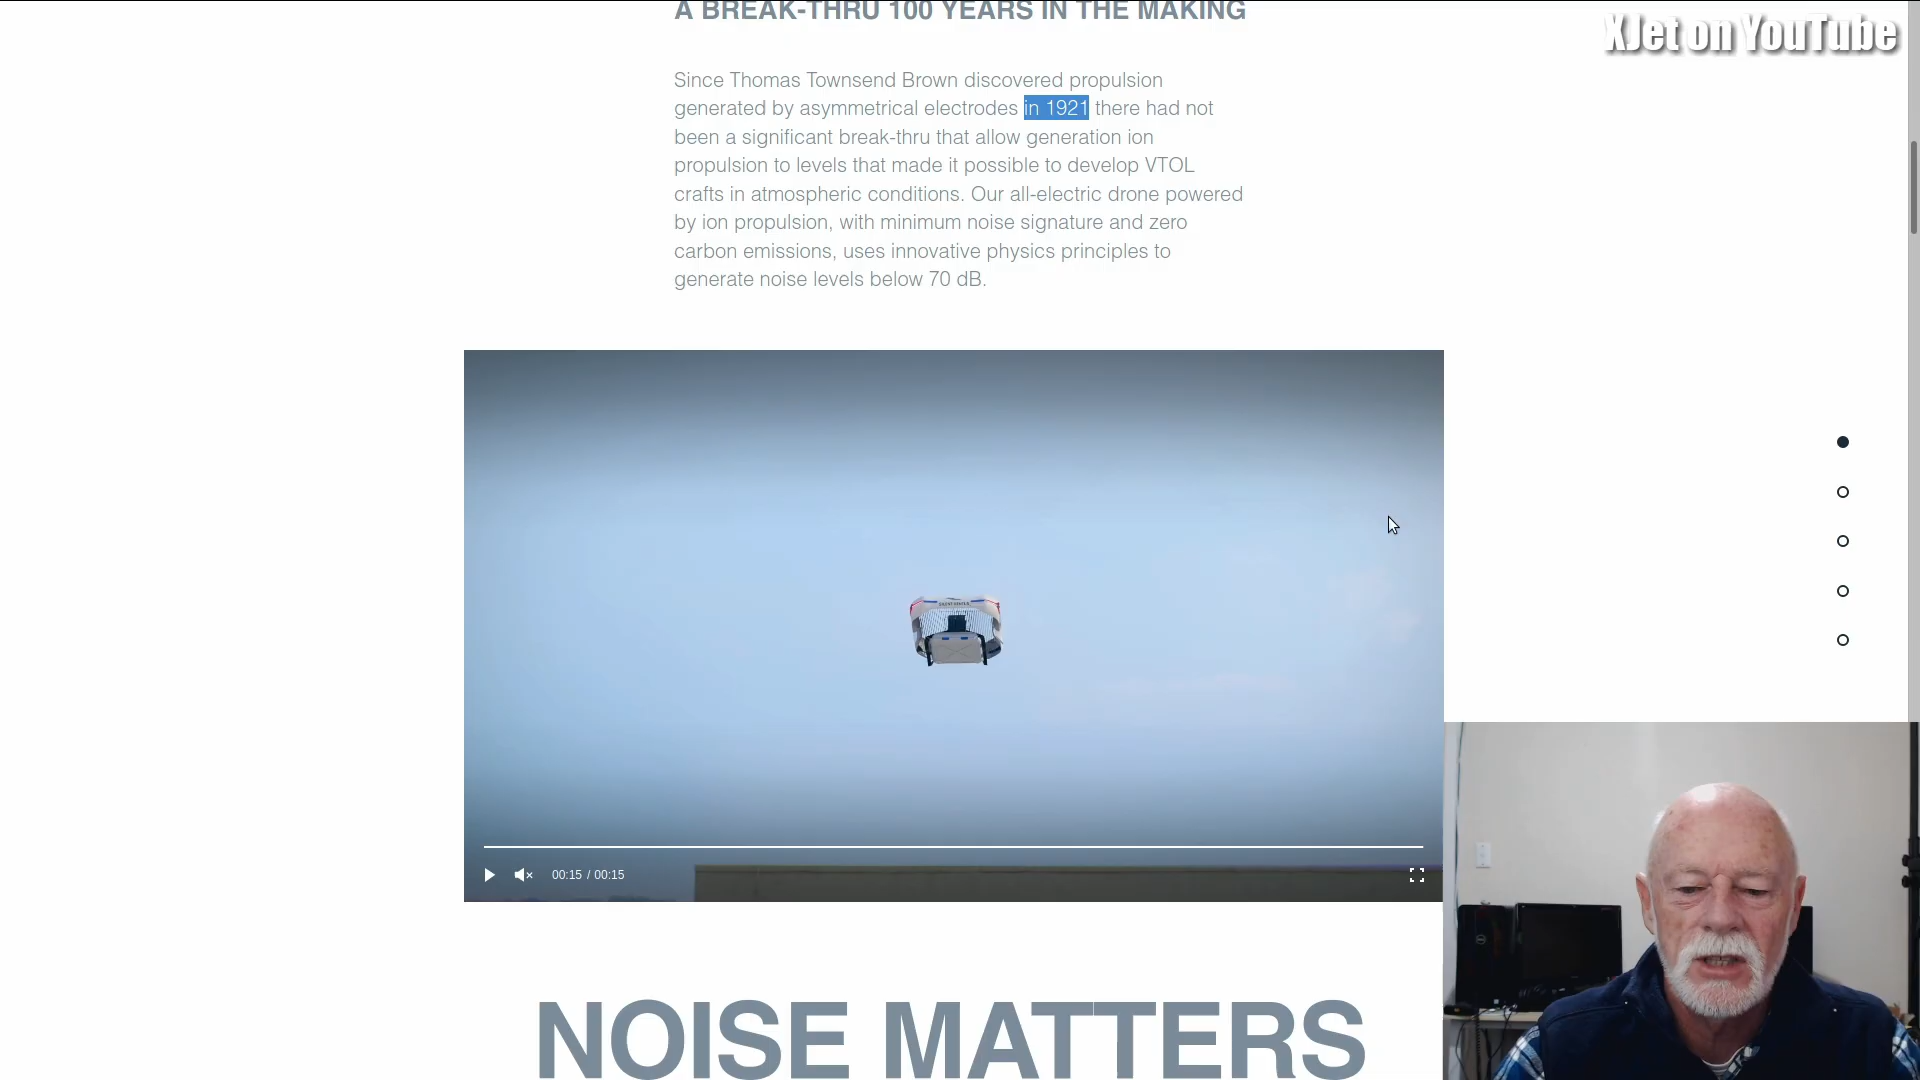 A BREAK-THRU 100 YEARS IN THE MAKING
XJet on YouTube
Since Thomas Townsend Brown discovered propulsion
generated by asymmetrical electrodes in 1921 there had not
been a significant break-thru that allow generation ion
propulsion to levels that made it possible to develop VTOL
crafts in atmospheric conditions. Our all-electric drone powered
by ion propulsion, with minimum noise signature and zero
carbon emissions, uses innovative physics principles to
generate noise levels below 70 dB.
00:15 / 00:15
NOISE MATTERS